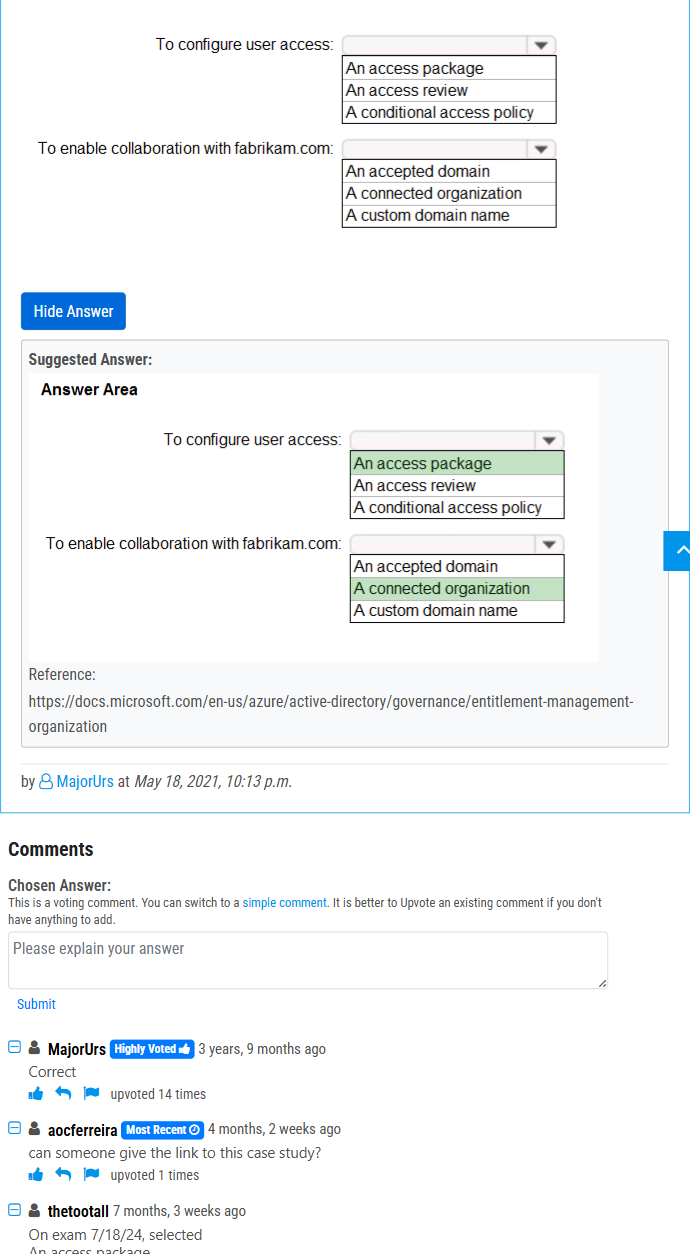 To configure user access:
An access package
An access review
A conditional access policy
To enable collaboration with fabrikam.com:
An accepted domain
A connected organization
A custom domain name
Hide Answer
Suggested Answer:
Answer Area
To configure user access:
An access package
An access review
A conditional access policy
To enable collaboration with fabrikam.com:
An accepted domain
A connected organization
A custom domain name
Reference:
https://docs.microsoft.com/en-us/azure/active-directory/governance/entitlement-management-
organization
by MajorUrs at May 18, 2021, 10:13 p.m.
Comments
Chosen Answer:
This is a voting comment. You can switch to a simple comment. It is better to Upvote an existing comment if you don't
have anything to add.
Please explain your answer
Submit
MajorUrs Highly Voted 3 years, 9 months ago
Correct
upvoted 14 times
aocferreira Most Recent 4 months, 2 weeks ago
can someone give the link to this case study?
upvoted 1 times
thetootall 7 months, 3 weeks ago
On exam 7/18/24, selected
An access package